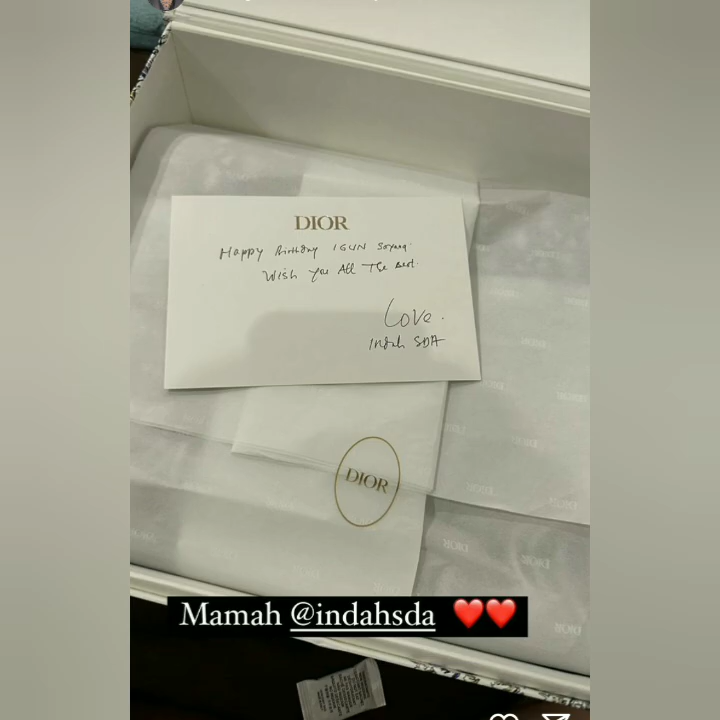 DIOR
Happy Birthday IGUN Sayang
Wish You All The Best.
Love.
Indah SDA
DIOR
Mamah @indahsda ❤️❤️